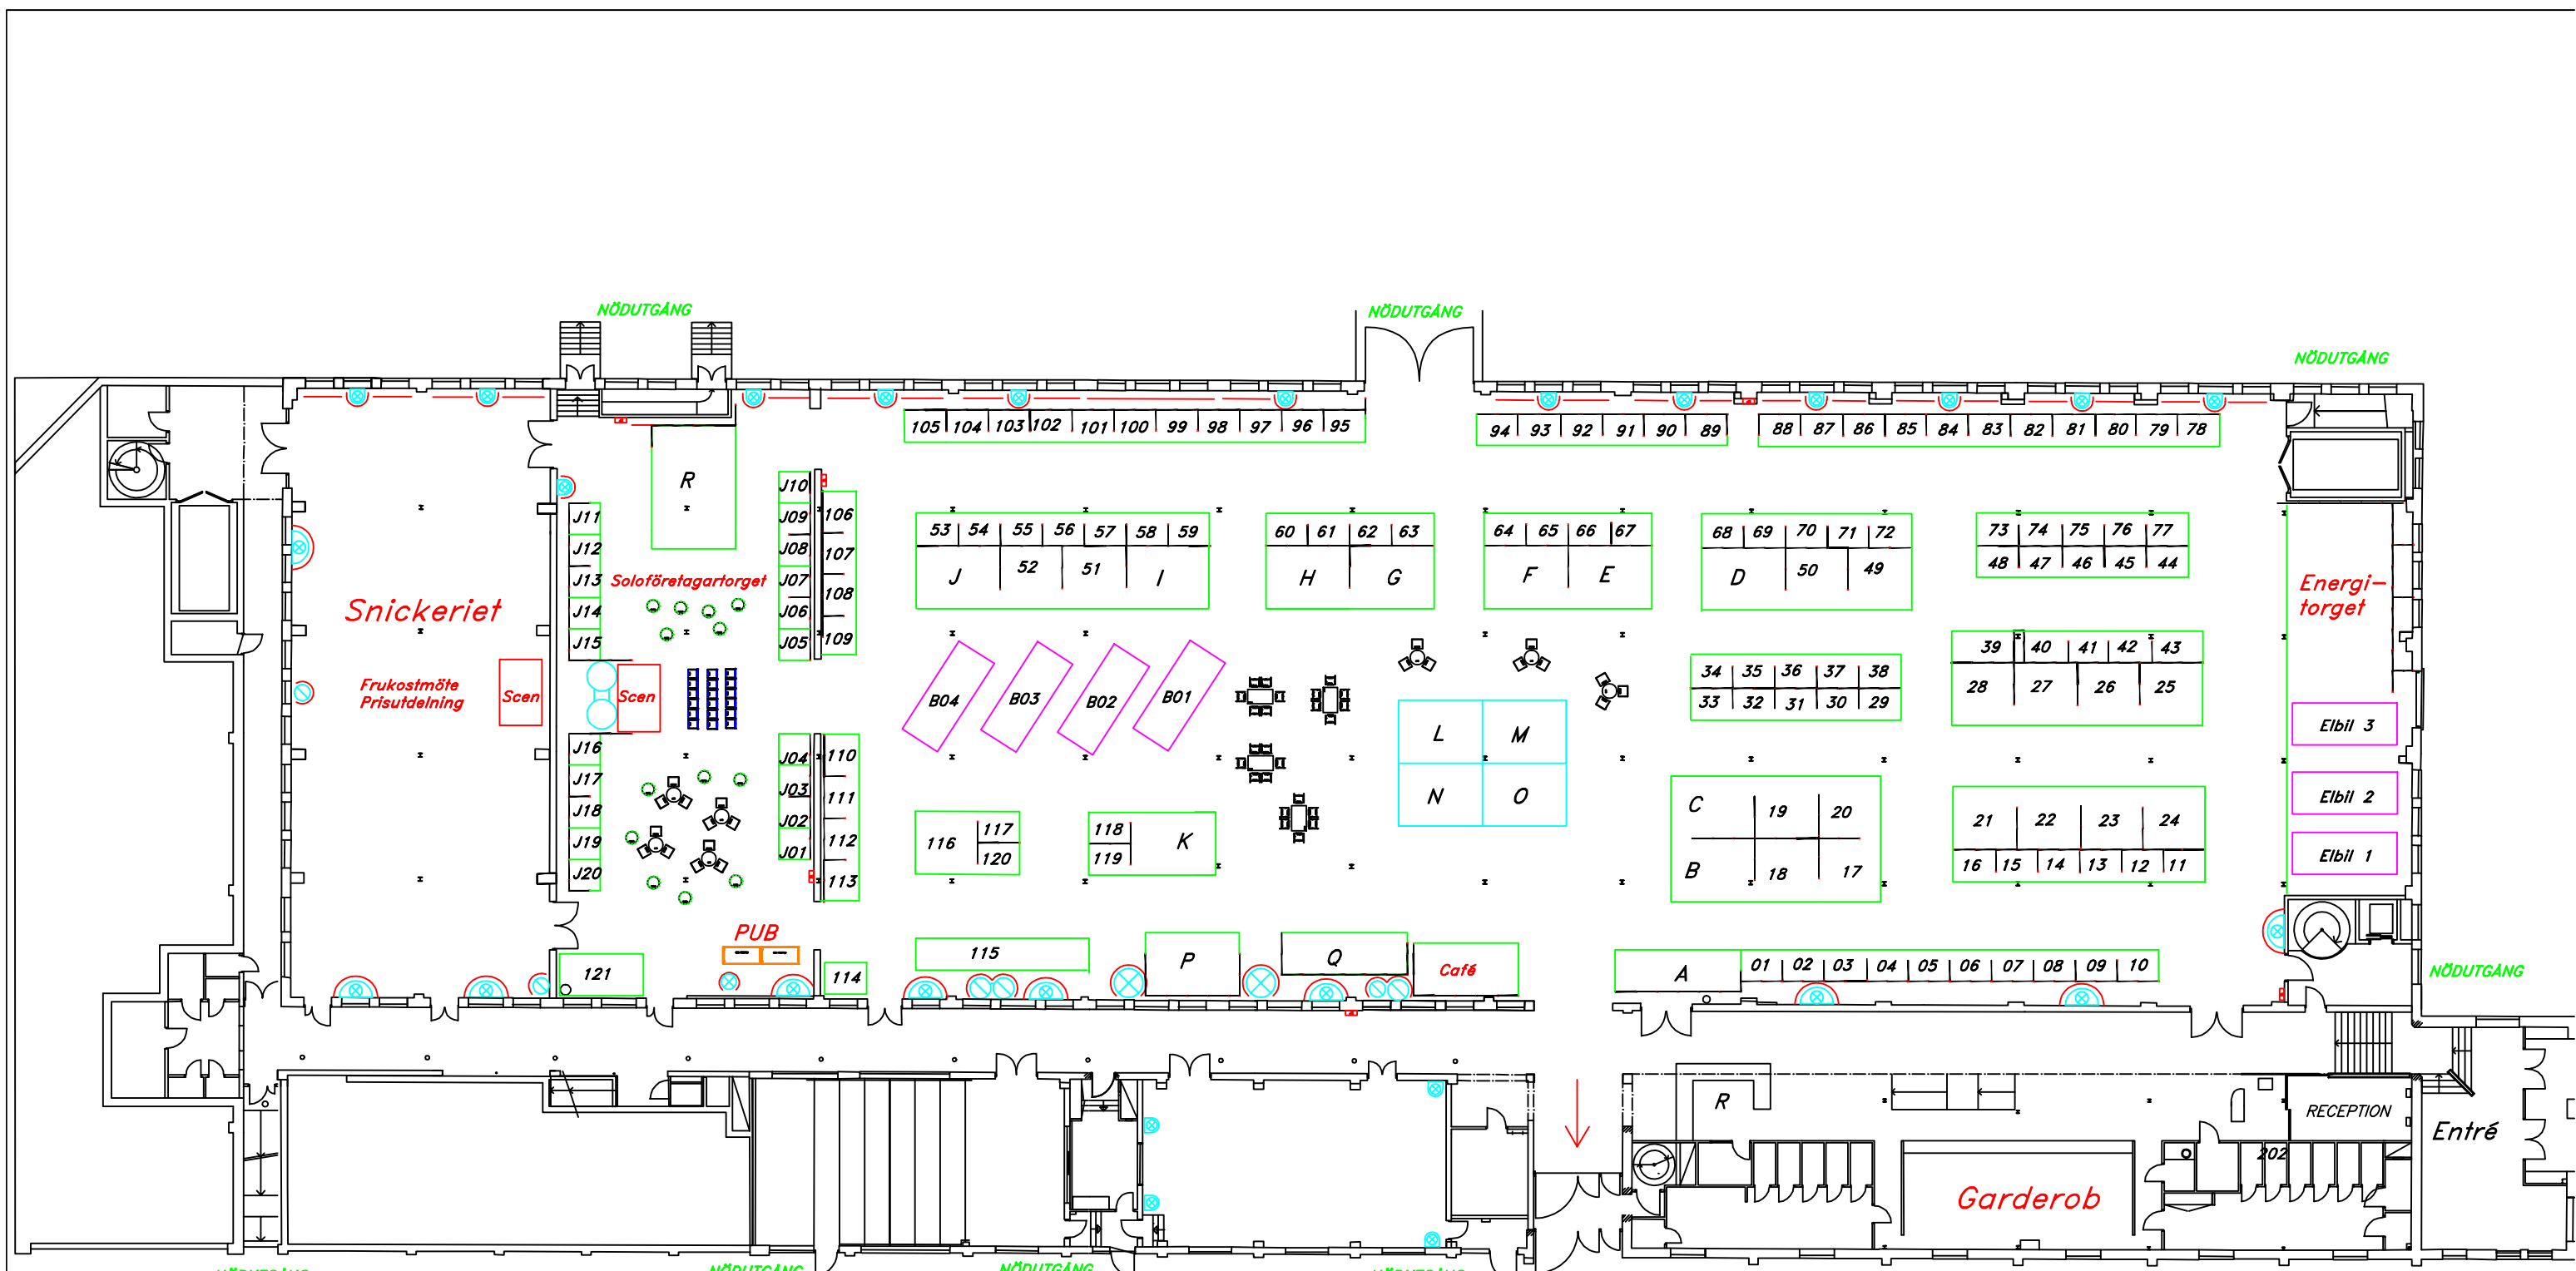 NÖDUTGÅNG
NÖDUTGÅNG
NÖDUTGÅNG
105 104 103 102 101 100 99 98 97 96 95
94 93 92 91 90 89
88 87 86 85 84 83 82 81 80 79 78
R
J10
J09
J08
J07
J06
J05
J11
J12
J13
J14
J15
106
107
108
109
Soloföretagartorget
Snickeriet
Frukostmöte
Prisutdelning
Scen
Scen
53 54 55 56 57 58 59
J 52 51 I
60 61 62 63
H G
64 65 66 67
F E
68 69 70 71 72
D 50 49
73 74 75 76 77
48 47 46 45 44
Energi-
torget
39 40 41 42 43
28 27 26 25
34 35 36 37 38
33 32 31 30 29
B04 B03 B02 B01
L M
N O
Elbil 3
Elbil 2
Elbil 1
J16
J17
J18
J19
J20
J04
J03
J02
J01
110
111
112
113
116 117
120
118 K
119
C 19 20
B 18 17
21 22 23 24
16 15 14 13 12 11
PUB
121
114
115
P
Q
Café
A 01 02 03 04 05 06 07 08 09 10
NÖDUTGÅNG
R
RECEPTION
Entré
202
Garderob
NÖDUTGÅNG
NÖDUTGÅNG
NÖDUTGÅNG
NÖDUTGÅNG